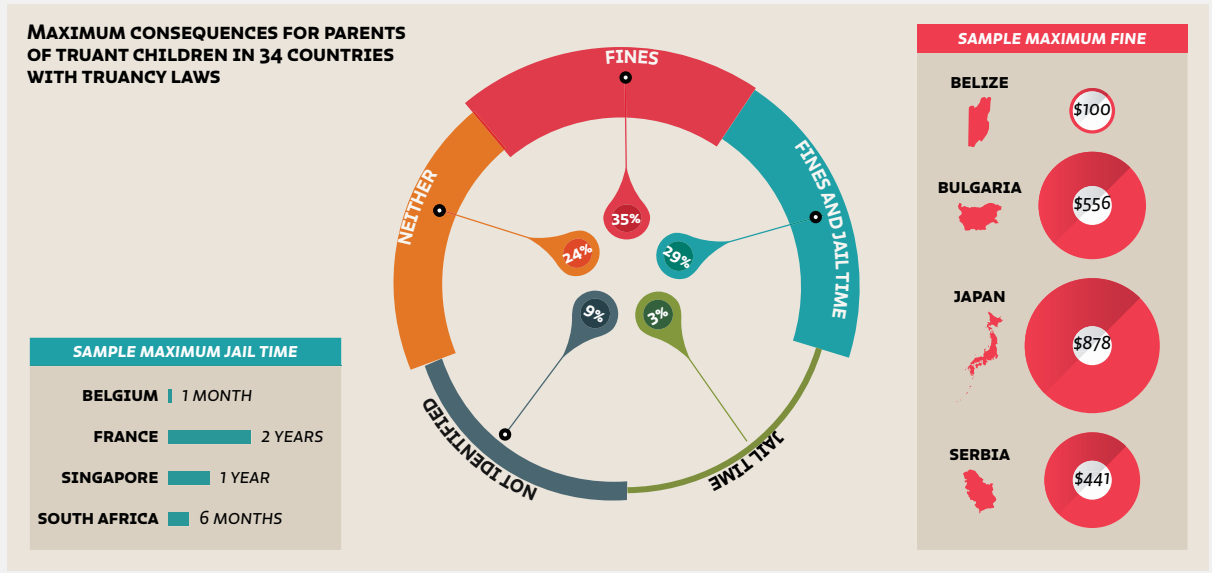 MAXIMUM CONSEQUENCES FOR PARENTS
OF TRUANT CHILDREN IN 34 COUNTRIES
WITH TRUANCY LAWS
FINES
35%
FINES AND JAIL TIME
29%
JAIL TIME
3%
NOT IDENTIFIED
9%
NEITHER
24%
SAMPLE MAXIMUM JAIL TIME
BELGIUM 1 MONTH
FRANCE 2 YEARS
SINGAPORE 1 YEAR
SOUTH AFRICA 6 MONTHS
SAMPLE MAXIMUM FINE
BELIZE
$100
BULGARIA
$556
JAPAN
$878
SERBIA
$441